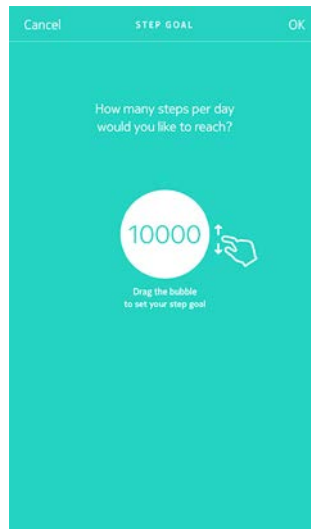 Cancel STEP GOAL OK
How many steps per day
would you like to reach?
10000
Drag the bubble
to set your step goal